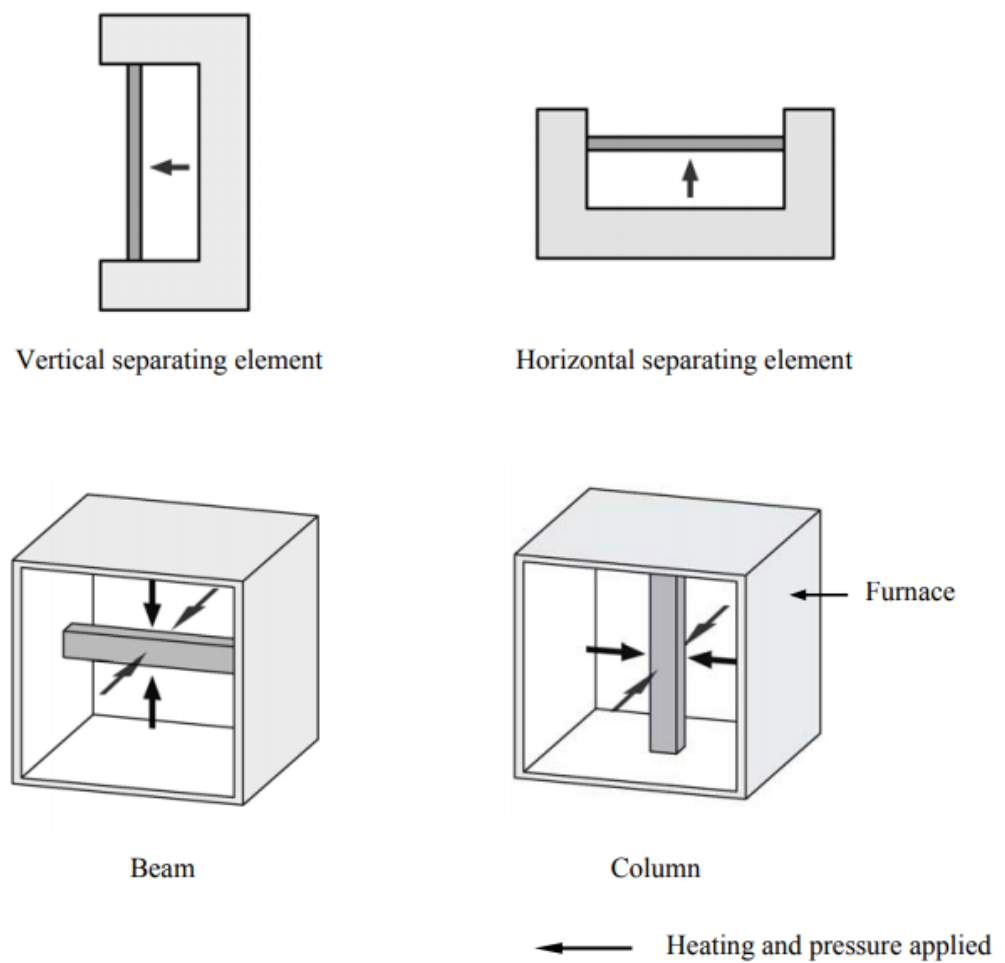 Vertical separating element
Horizontal separating element
Furnace
Beam
Column
Heating and pressure applied